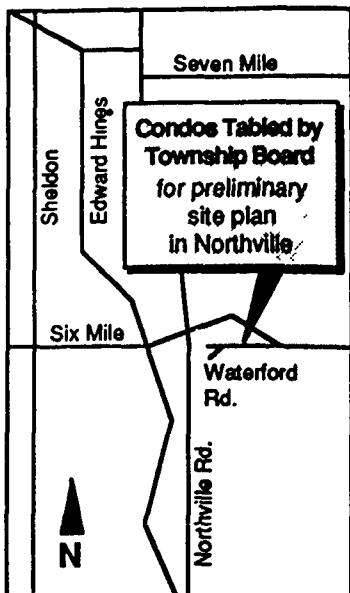 Seven Mile
Condos Tabled by
Township Board
for preliminary
site plan
in Northville
Sheldon
Edward Hines
Six Mile
Waterford
Rd.
Northville Rd.
N